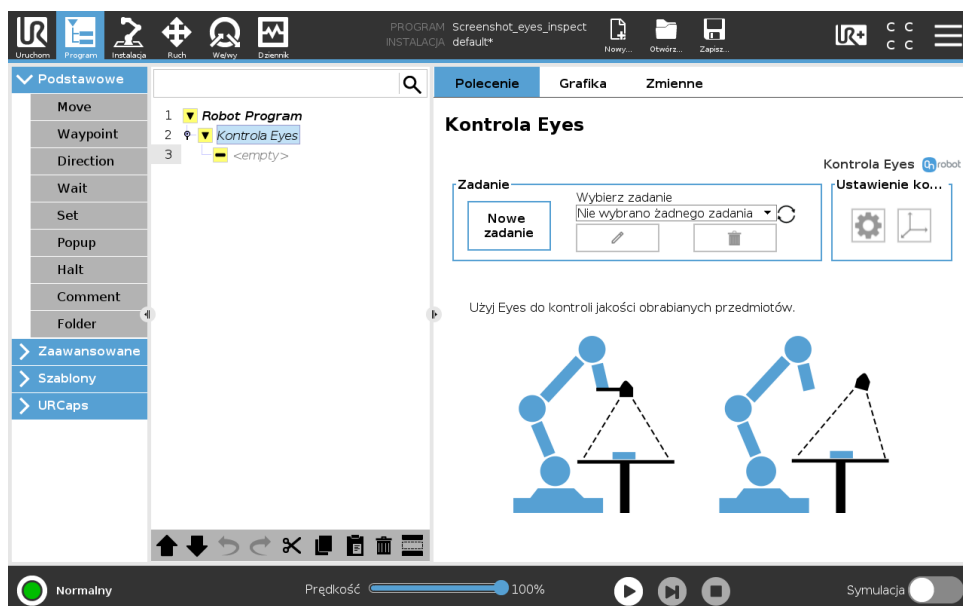 UR
PROGRAM Screenshot_eyes_inspect
INSTALACJA default*
Uruchom Program Instalacja Ruch We/wy Dziennik
Nowy... Otwórz... Zapisz...
UR+
C C
C C
Podstawowe
Move
Waypoint
Direction
Wait
Set
Popup
Halt
Comment
Folder
Zaawansowane
Szablony
URCaps
1 Robot Program
2 Kontrola Eyes
3 <empty>
Polecenie Grafika Zmienne
Kontrola Eyes
Kontrola Eyes On robot
Zadanie
Nowe
zadanie
Wybierz zadanie
Nie wybrano żadnego zadania
Ustawienie ko...
Użyj Eyes do kontroli jakości obrabianych przedmiotów.
Normalny
Prędkość 100%
Symulacja